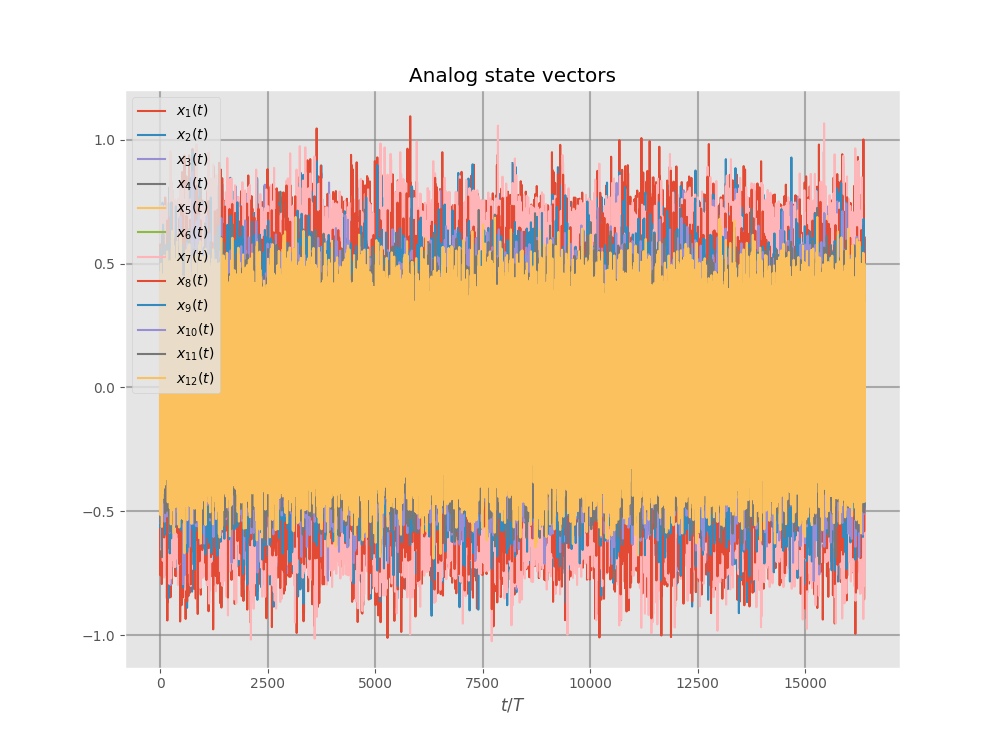 Analog state vectors
x₁(t)
x₂(t)
x₃(t)
x₄(t)
x₅(t)
x₆(t)
x₇(t)
x₈(t)
x₉(t)
x₁₀(t)
x₁₁(t)
x₁₂(t)
1.0
0.5
0.0
−0.5
−1.0
0 2500 5000 7500 10000 12500 15000
t/T